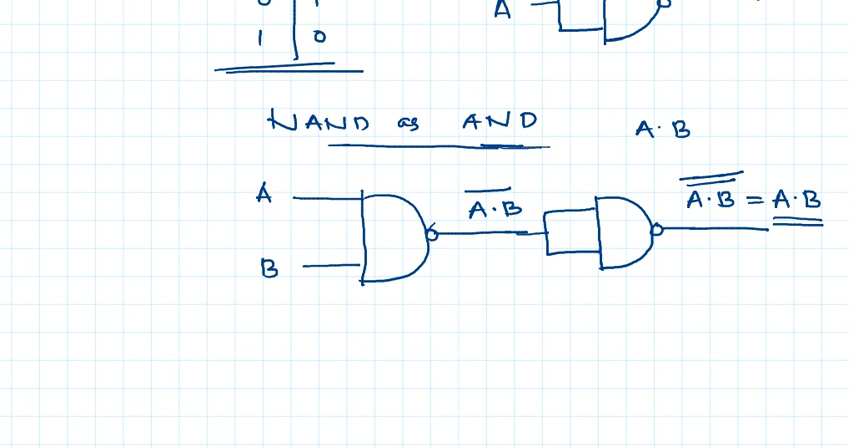 A
1 0
NAND as AND
A·B
A
B
A̅·̅B̅
A̿·̿B̿ = A·B